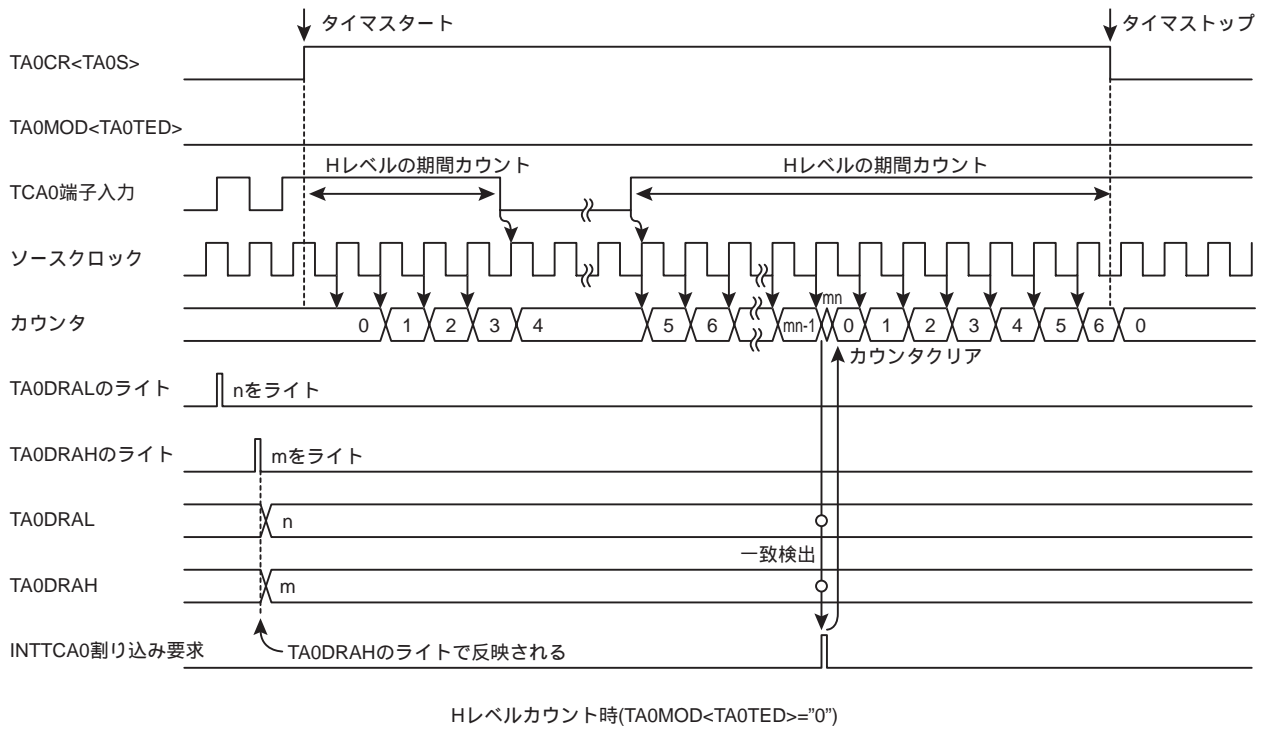 タイマスタート
タイマストップ
TA0CR<TA0S>
TA0MOD<TA0TED>
Hレベルの期間カウント
Hレベルの期間カウント
TCA0端子入力
ソースクロック
カウンタ
0 1 2 3 4 5 6 mn-1 mn 0 1 2 3 4 5 6 0
カウンタクリア
TA0DRALのライト
nをライト
TA0DRAHのライト
mをライト
TA0DRAL
n
一致検出
TA0DRAH
m
INTTCA0割り込み要求
TA0DRAHのライトで反映される
Hレベルカウント時(TA0MOD<TA0TED>=”0”)